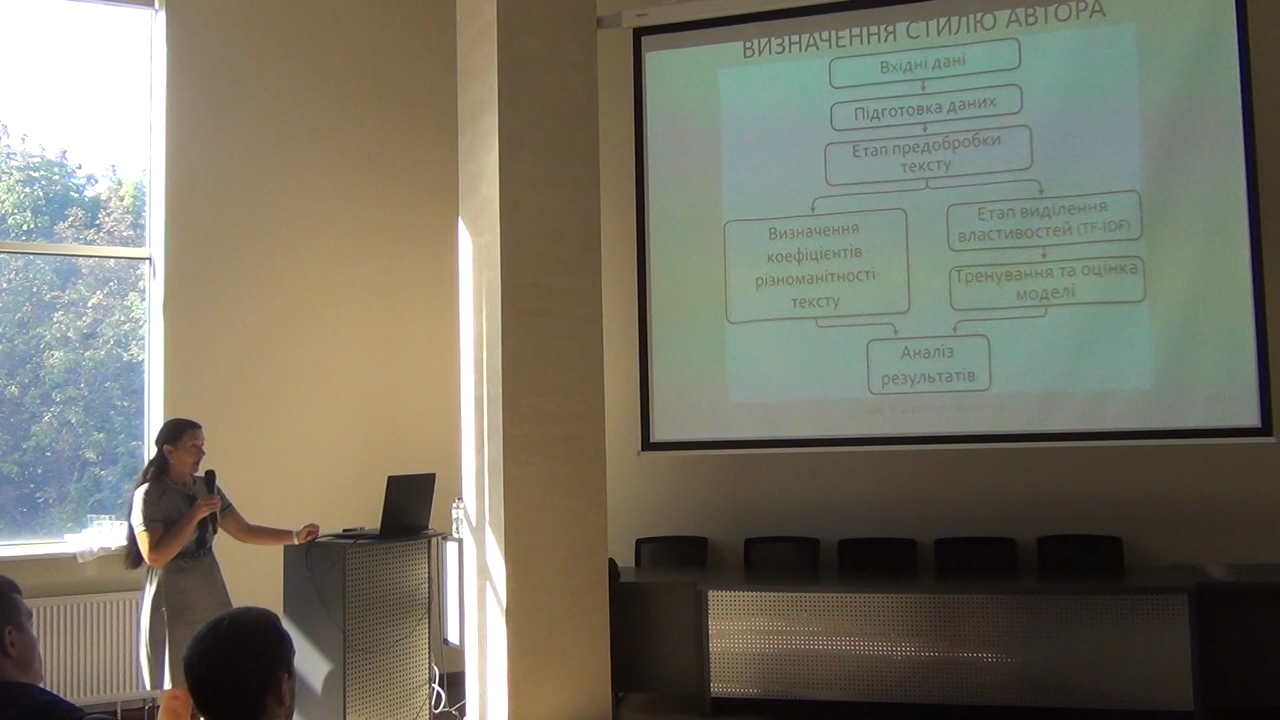 ВИЗНАЧЕННЯ СТИЛЮ АВТОРА
Вхідні дані
Підготовка даних
Етап предобробки
тексту
Визначення
коефіцієнтів
різноманітності
тексту
Етап виділення
властивостей (TF-IDF)
Тренування та оцінка
моделі
Аналіз
результатів